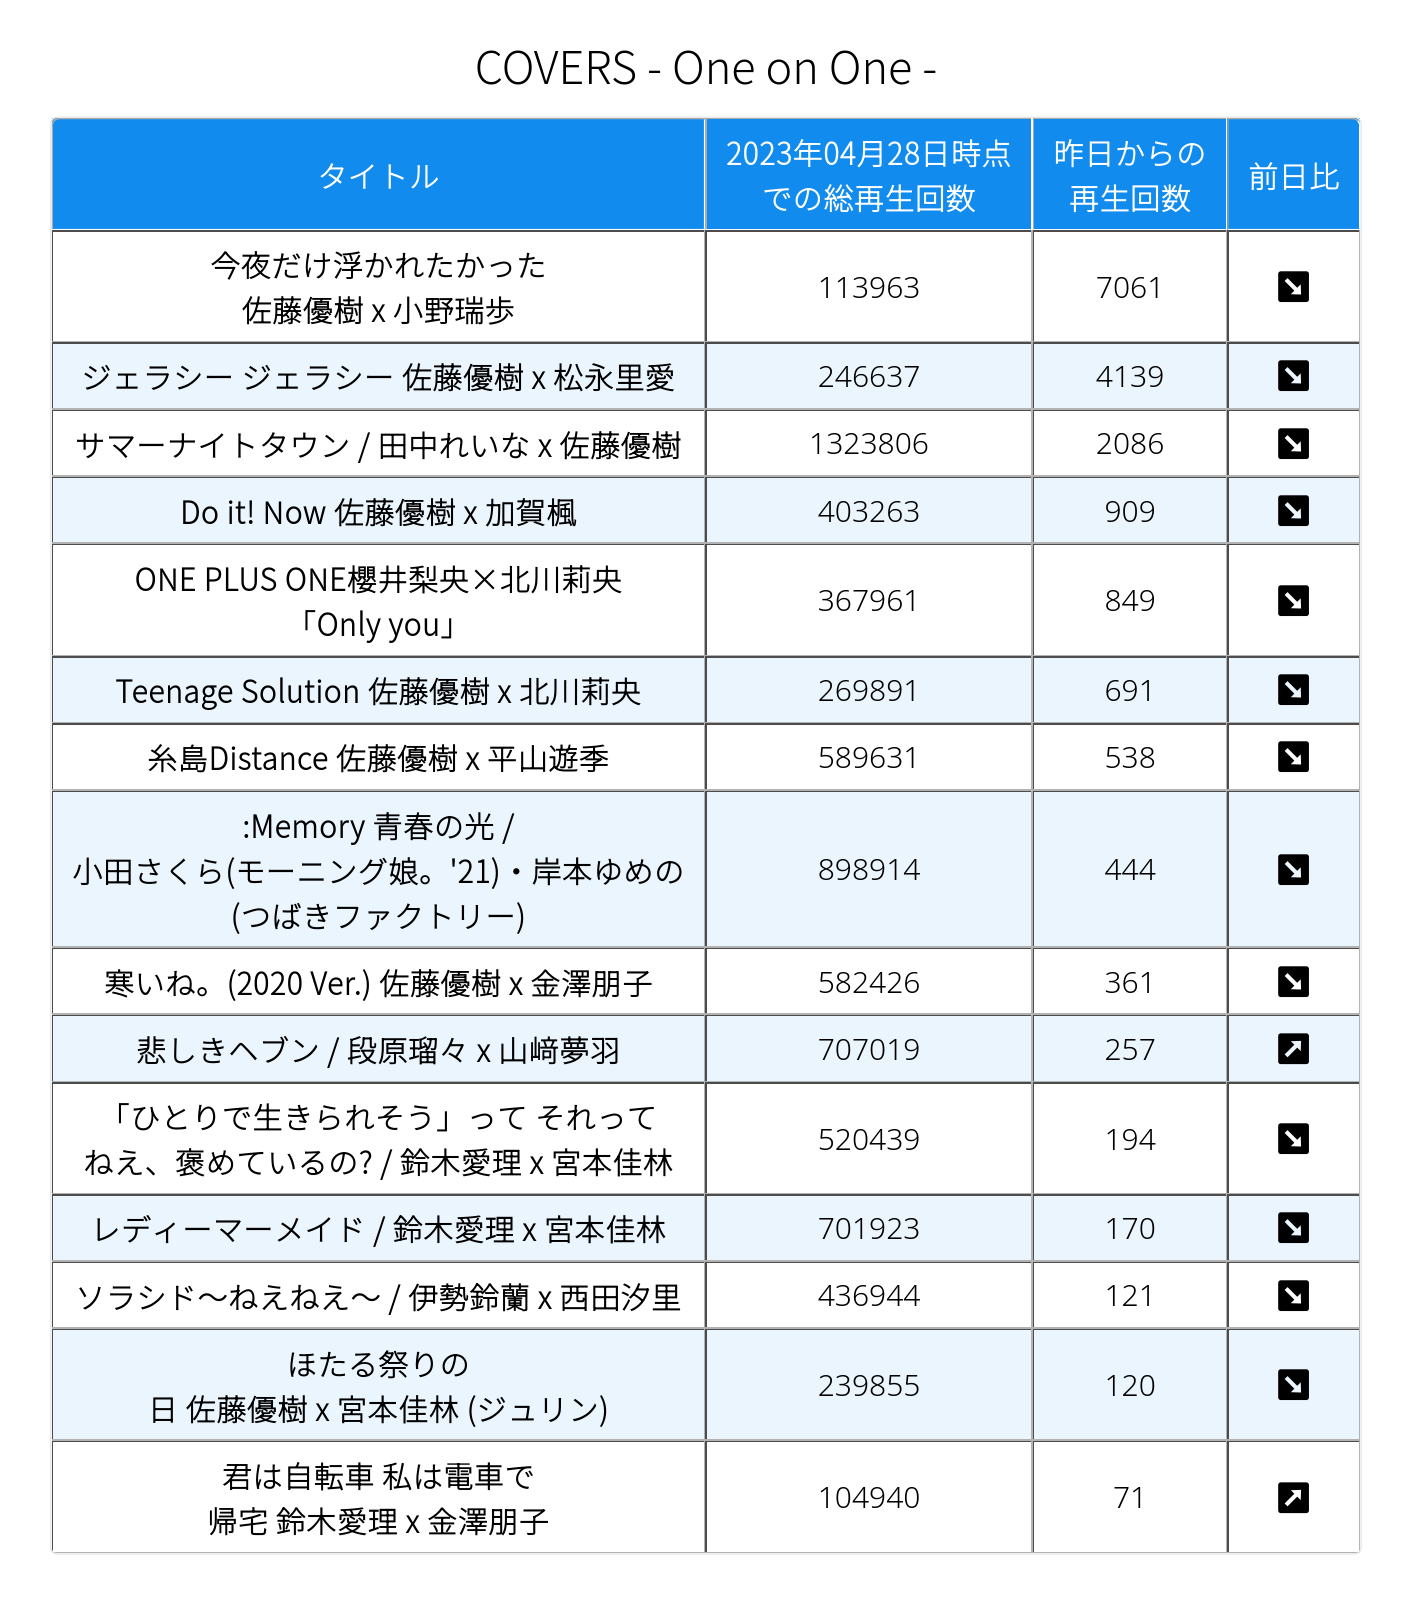 COVERS - One on One -
タイトル
2023年04月28日時点
での総再生回数
昨日からの
再生回数
前日比
今夜だけ浮かれたかった
佐藤優樹 x 小野瑞歩
113963
7061
ジェラシー ジェラシー 佐藤優樹 x 松永里愛
246637
4139
サマーナイトタウン / 田中れいな x 佐藤優樹
1323806
2086
Do it! Now 佐藤優樹 x 加賀楓
403263
909
ONE PLUS ONE櫻井梨央×北川莉央
「Only you」
367961
849
Teenage Solution 佐藤優樹 x 北川莉央
269891
691
糸島Distance 佐藤優樹 x 平山遊季
589631
538
:Memory 青春の光 /
小田さくら(モーニング娘。'21)・岸本ゆめの
(つばきファクトリー)
898914
444
寒いね。(2020 Ver.) 佐藤優樹 x 金澤朋子
582426
361
悲しきヘブン / 段原瑠々 x 山﨑夢羽
707019
257
「ひとりで生きられそう」って それって
ねえ、褒めているの? / 鈴木愛理 x 宮本佳林
520439
194
レディーマーメイド / 鈴木愛理 x 宮本佳林
701923
170
ソラシド～ねえねえ～ / 伊勢鈴蘭 x 西田汐里
436944
121
ほたる祭りの
日 佐藤優樹 x 宮本佳林 (ジュリン)
239855
120
君は自転車 私は電車で
帰宅 鈴木愛理 x 金澤朋子
104940
71